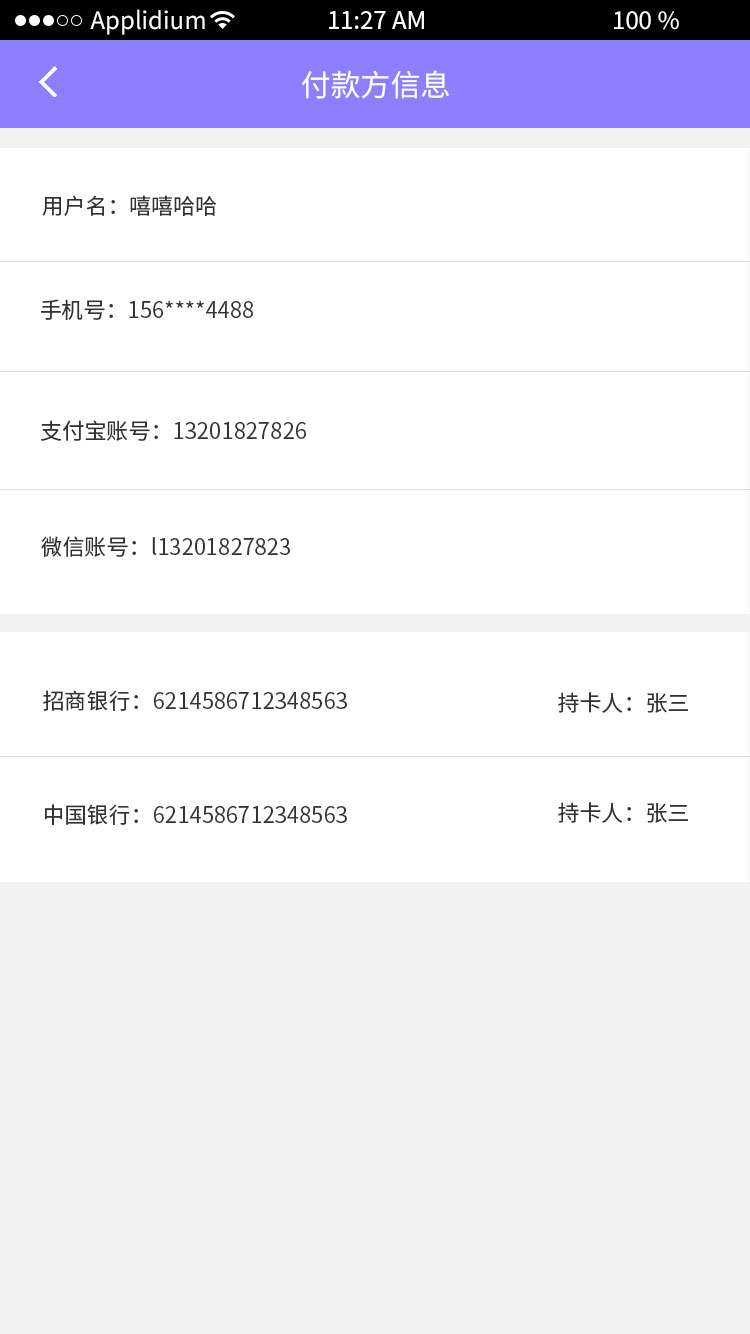 Applidium 11:27 AM 100 %
付款方信息
用户名：嘻嘻哈哈
手机号：156****4488
支付宝账号：13201827826
微信账号：l13201827823
招商银行：6214586712348563 持卡人：张三
中国银行：6214586712348563 持卡人：张三